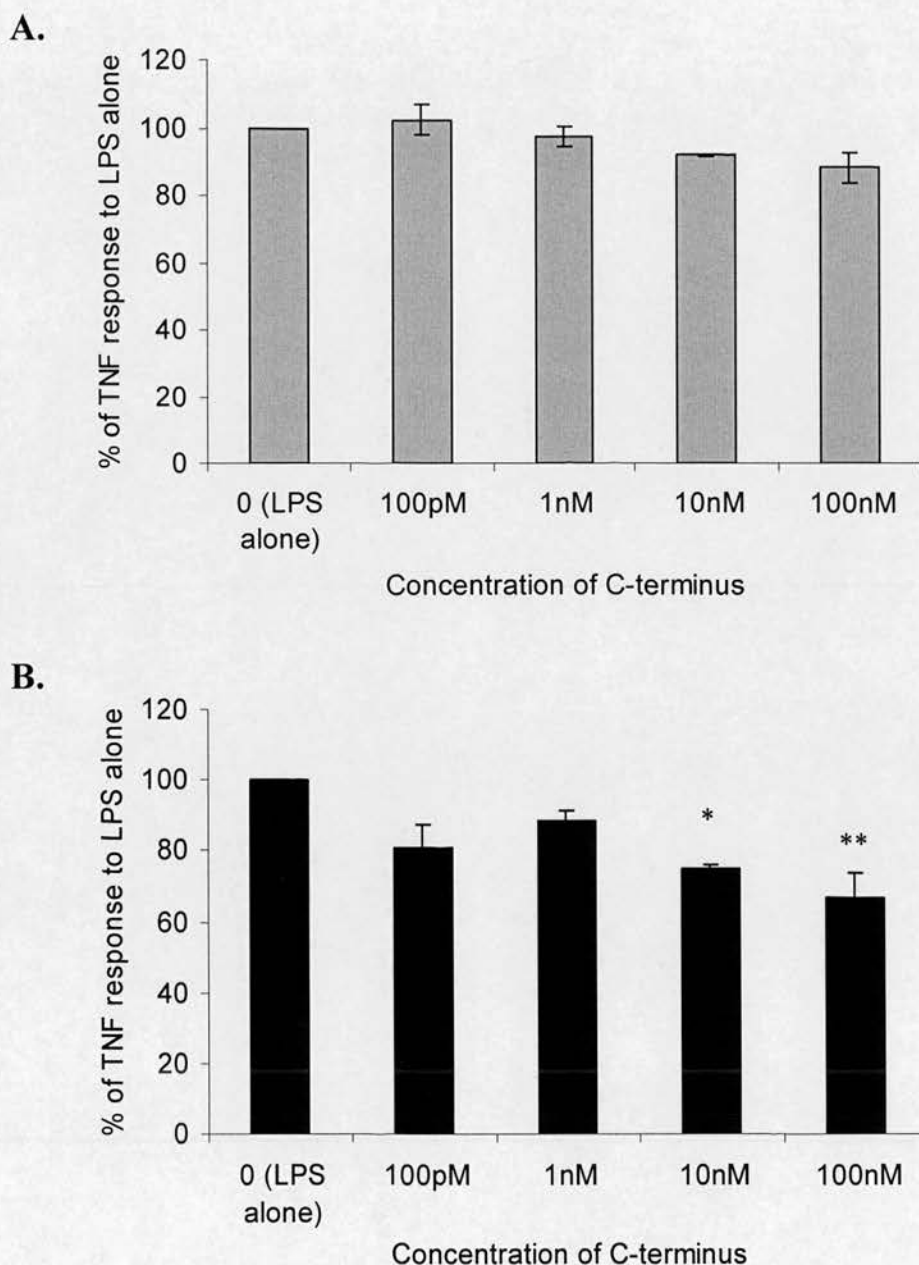 A.
120
100
80
60
40
20
0
% of TNF response to LPS alone
0 (LPS
alone)
100pM
1nM
10nM
100nM
Concentration of C-terminus
B.
120
100
80
60
40
20
0
% of TNF response to LPS alone
*
**
0 (LPS
alone)
100pM
1nM
10nM
100nM
Concentration of C-terminus